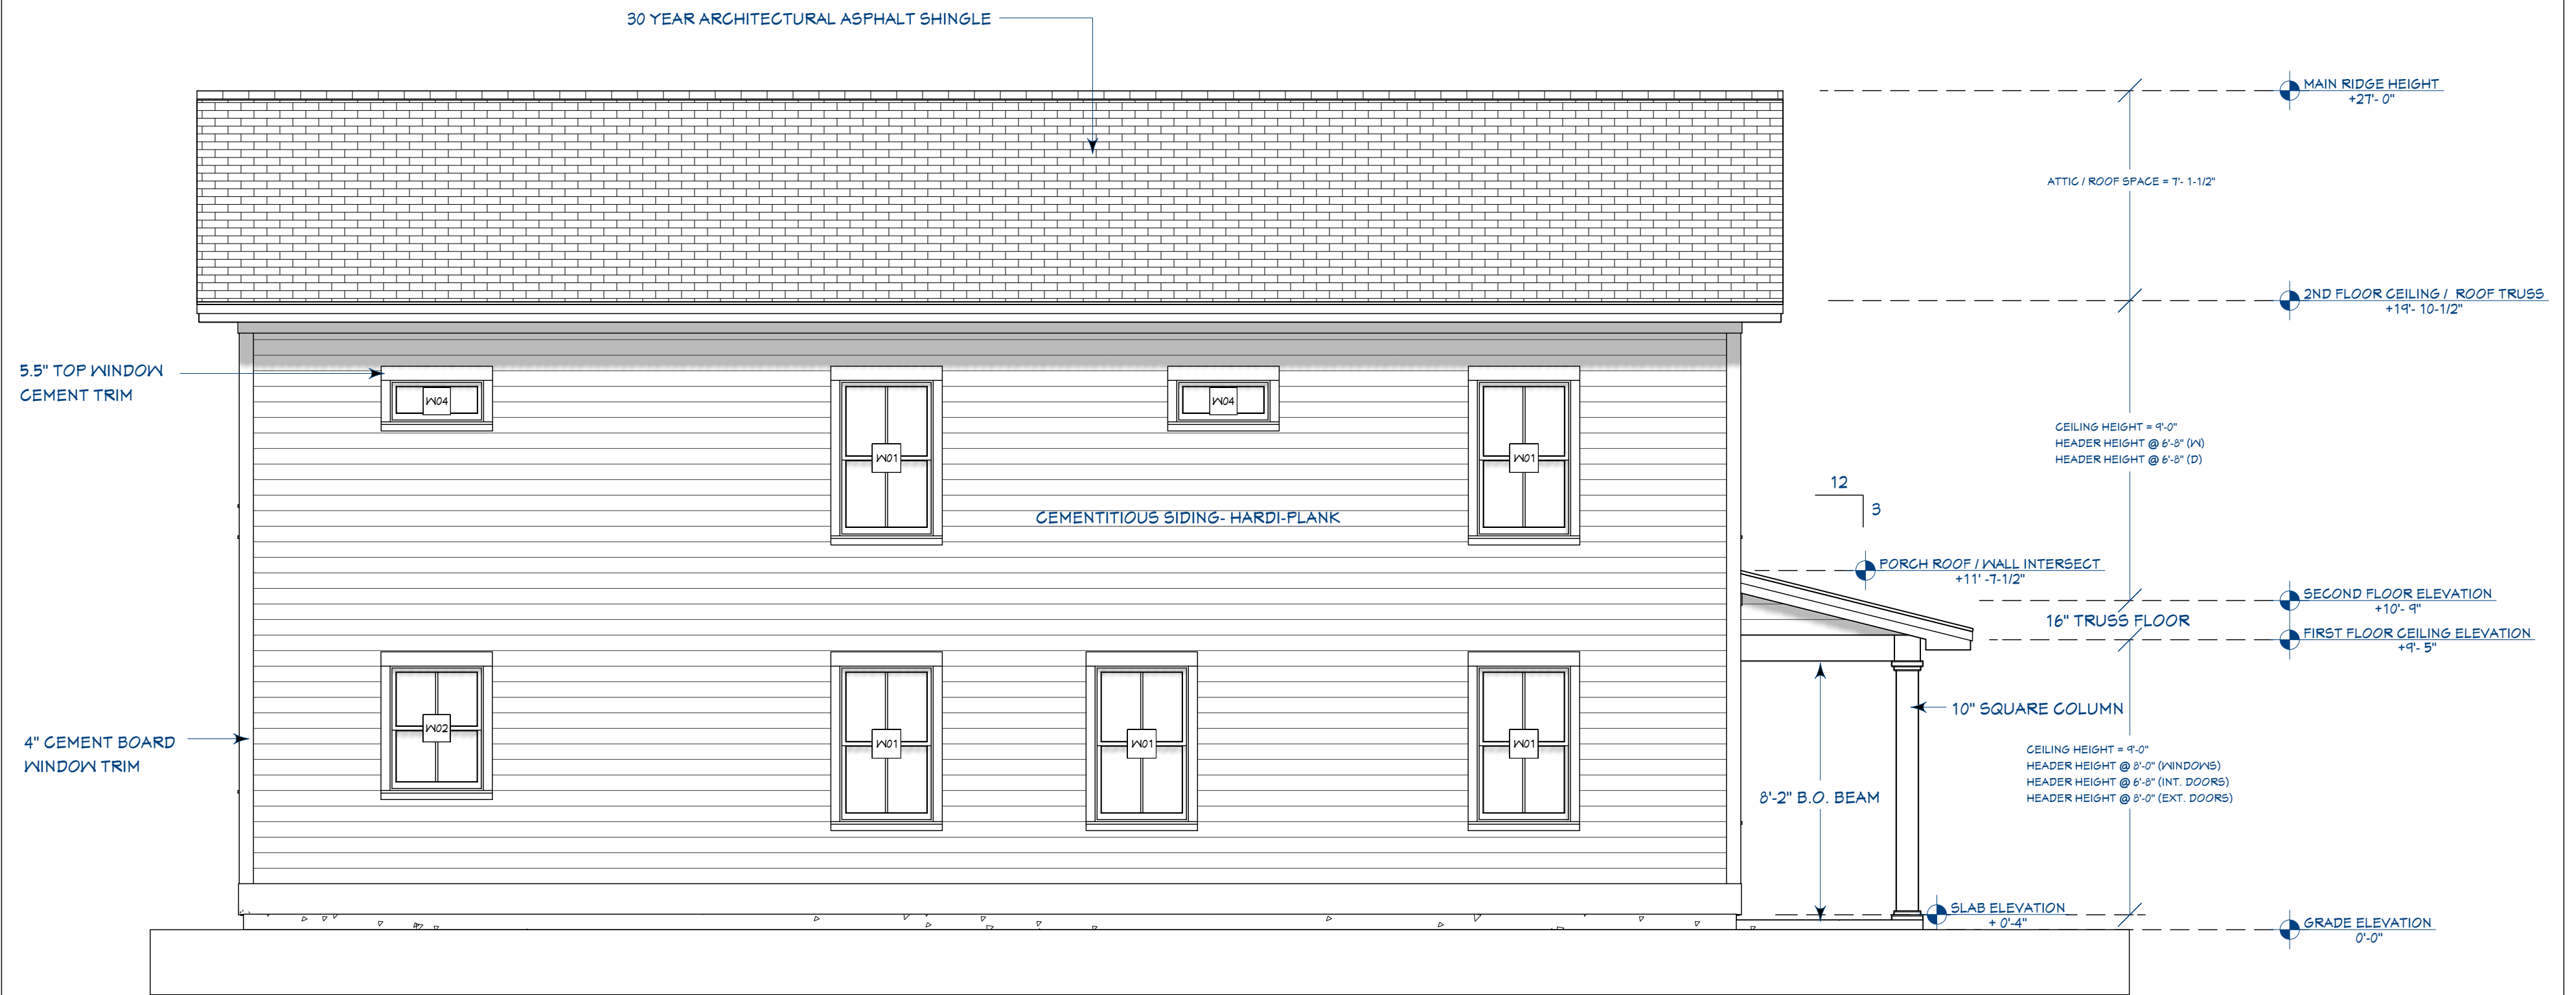 30 YEAR ARCHITECTURAL ASPHALT SHINGLE
MAIN RIDGE HEIGHT
+27'- 0"
ATTIC / ROOF SPACE = 7'- 1-1/2"
2ND FLOOR CEILING / ROOF TRUSS
+19'- 10-1/2"
5.5" TOP WINDOW
CEMENT TRIM
W04
W01
W04
W01
CEILING HEIGHT = 9'-0"
HEADER HEIGHT @ 6'-8" (W)
HEADER HEIGHT @ 6'-8" (D)
12
3
CEMENTITIOUS SIDING- HARDI-PLANK
PORCH ROOF / WALL INTERSECT
+11' -7-1/2"
SECOND FLOOR ELEVATION
+10'- 9"
16" TRUSS FLOOR
FIRST FLOOR CEILING ELEVATION
+9'- 5"
10" SQUARE COLUMN
W02
W01
W01
W01
4" CEMENT BOARD
WINDOW TRIM
CEILING HEIGHT = 9'-0"
HEADER HEIGHT @ 8'-0" (WINDOWS)
HEADER HEIGHT @ 6'-8" (INT. DOORS)
HEADER HEIGHT @ 8'-0" (EXT. DOORS)
8'-2" B.O. BEAM
SLAB ELEVATION
+ 0'-4"
GRADE ELEVATION
0'-0"